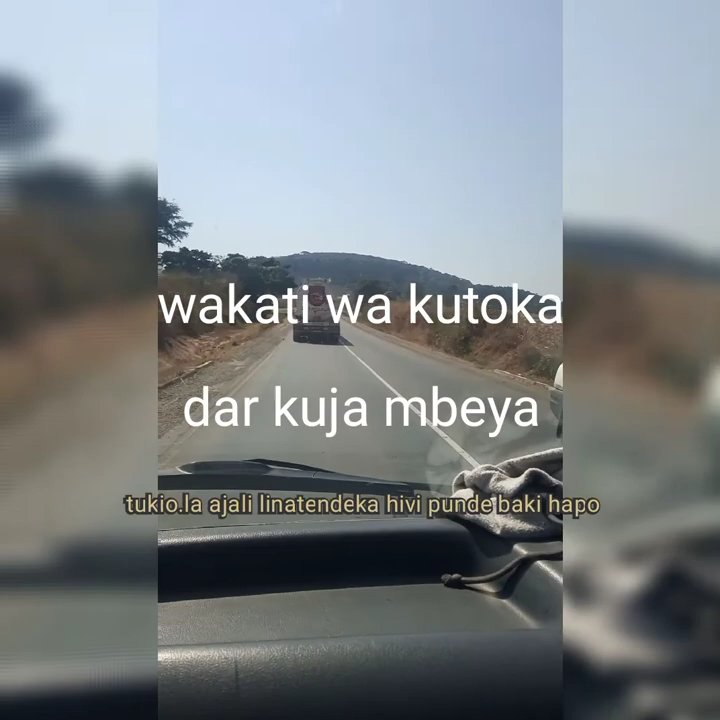 wakati wa kutoka
dar kuja mbeya
tukio.la ajali linatendeka hivi punde baki hapo